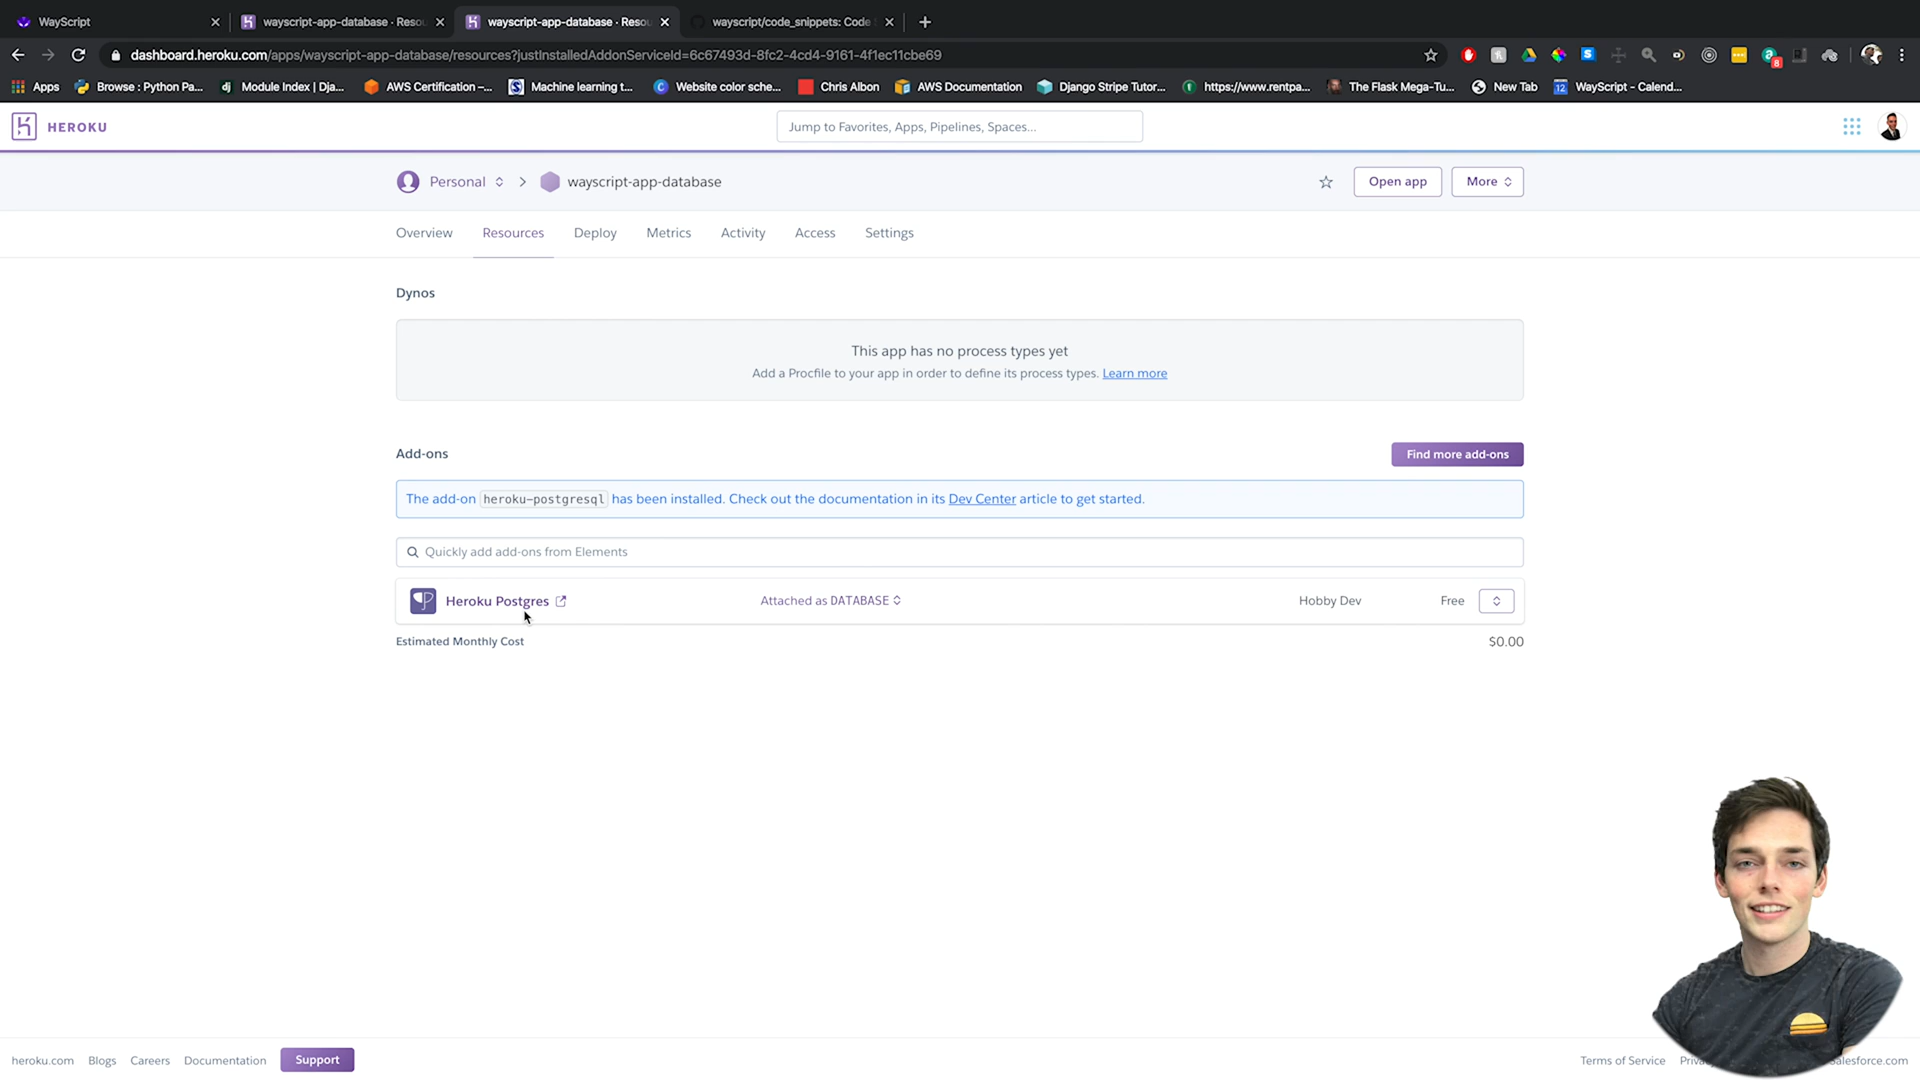 WayScript
wayscript-app-database · Resou
wayscript-app-database · Resou
wayscript/code_snippets: Code
dashboard.heroku.com/apps/wayscript-app-database/resources?justInstalledAddonServiceId=6c67493d-8fc2-4cd4-9161-4f1ec11cbe69
8
Apps
Browse : Python Pa...
Module Index | Dja...
AWS Certification –...
Machine learning t...
Website color sche...
Chris Albon
AWS Documentation
Django Stripe Tutor...
https://www.rentpa...
The Flask Mega-Tu...
New Tab
WayScript - Calend...
HEROKU
Jump to Favorites, Apps, Pipelines, Spaces...
Personal
wayscript-app-database
Open app
More
Overview
Resources
Deploy
Metrics
Activity
Access
Settings
Dynos
This app has no process types yet
Add a Procfile to your app in order to define its process types. Learn more
Add-ons
Find more add-ons
The add-on heroku-postgresql has been installed. Check out the documentation in its Dev Center article to get started.
Quickly add add-ons from Elements
Heroku Postgres
Attached as DATABASE
Hobby Dev
Free
Estimated Monthly Cost
$0.00
heroku.com
Blogs
Careers
Documentation
Support
Terms of Service
salesforce.com